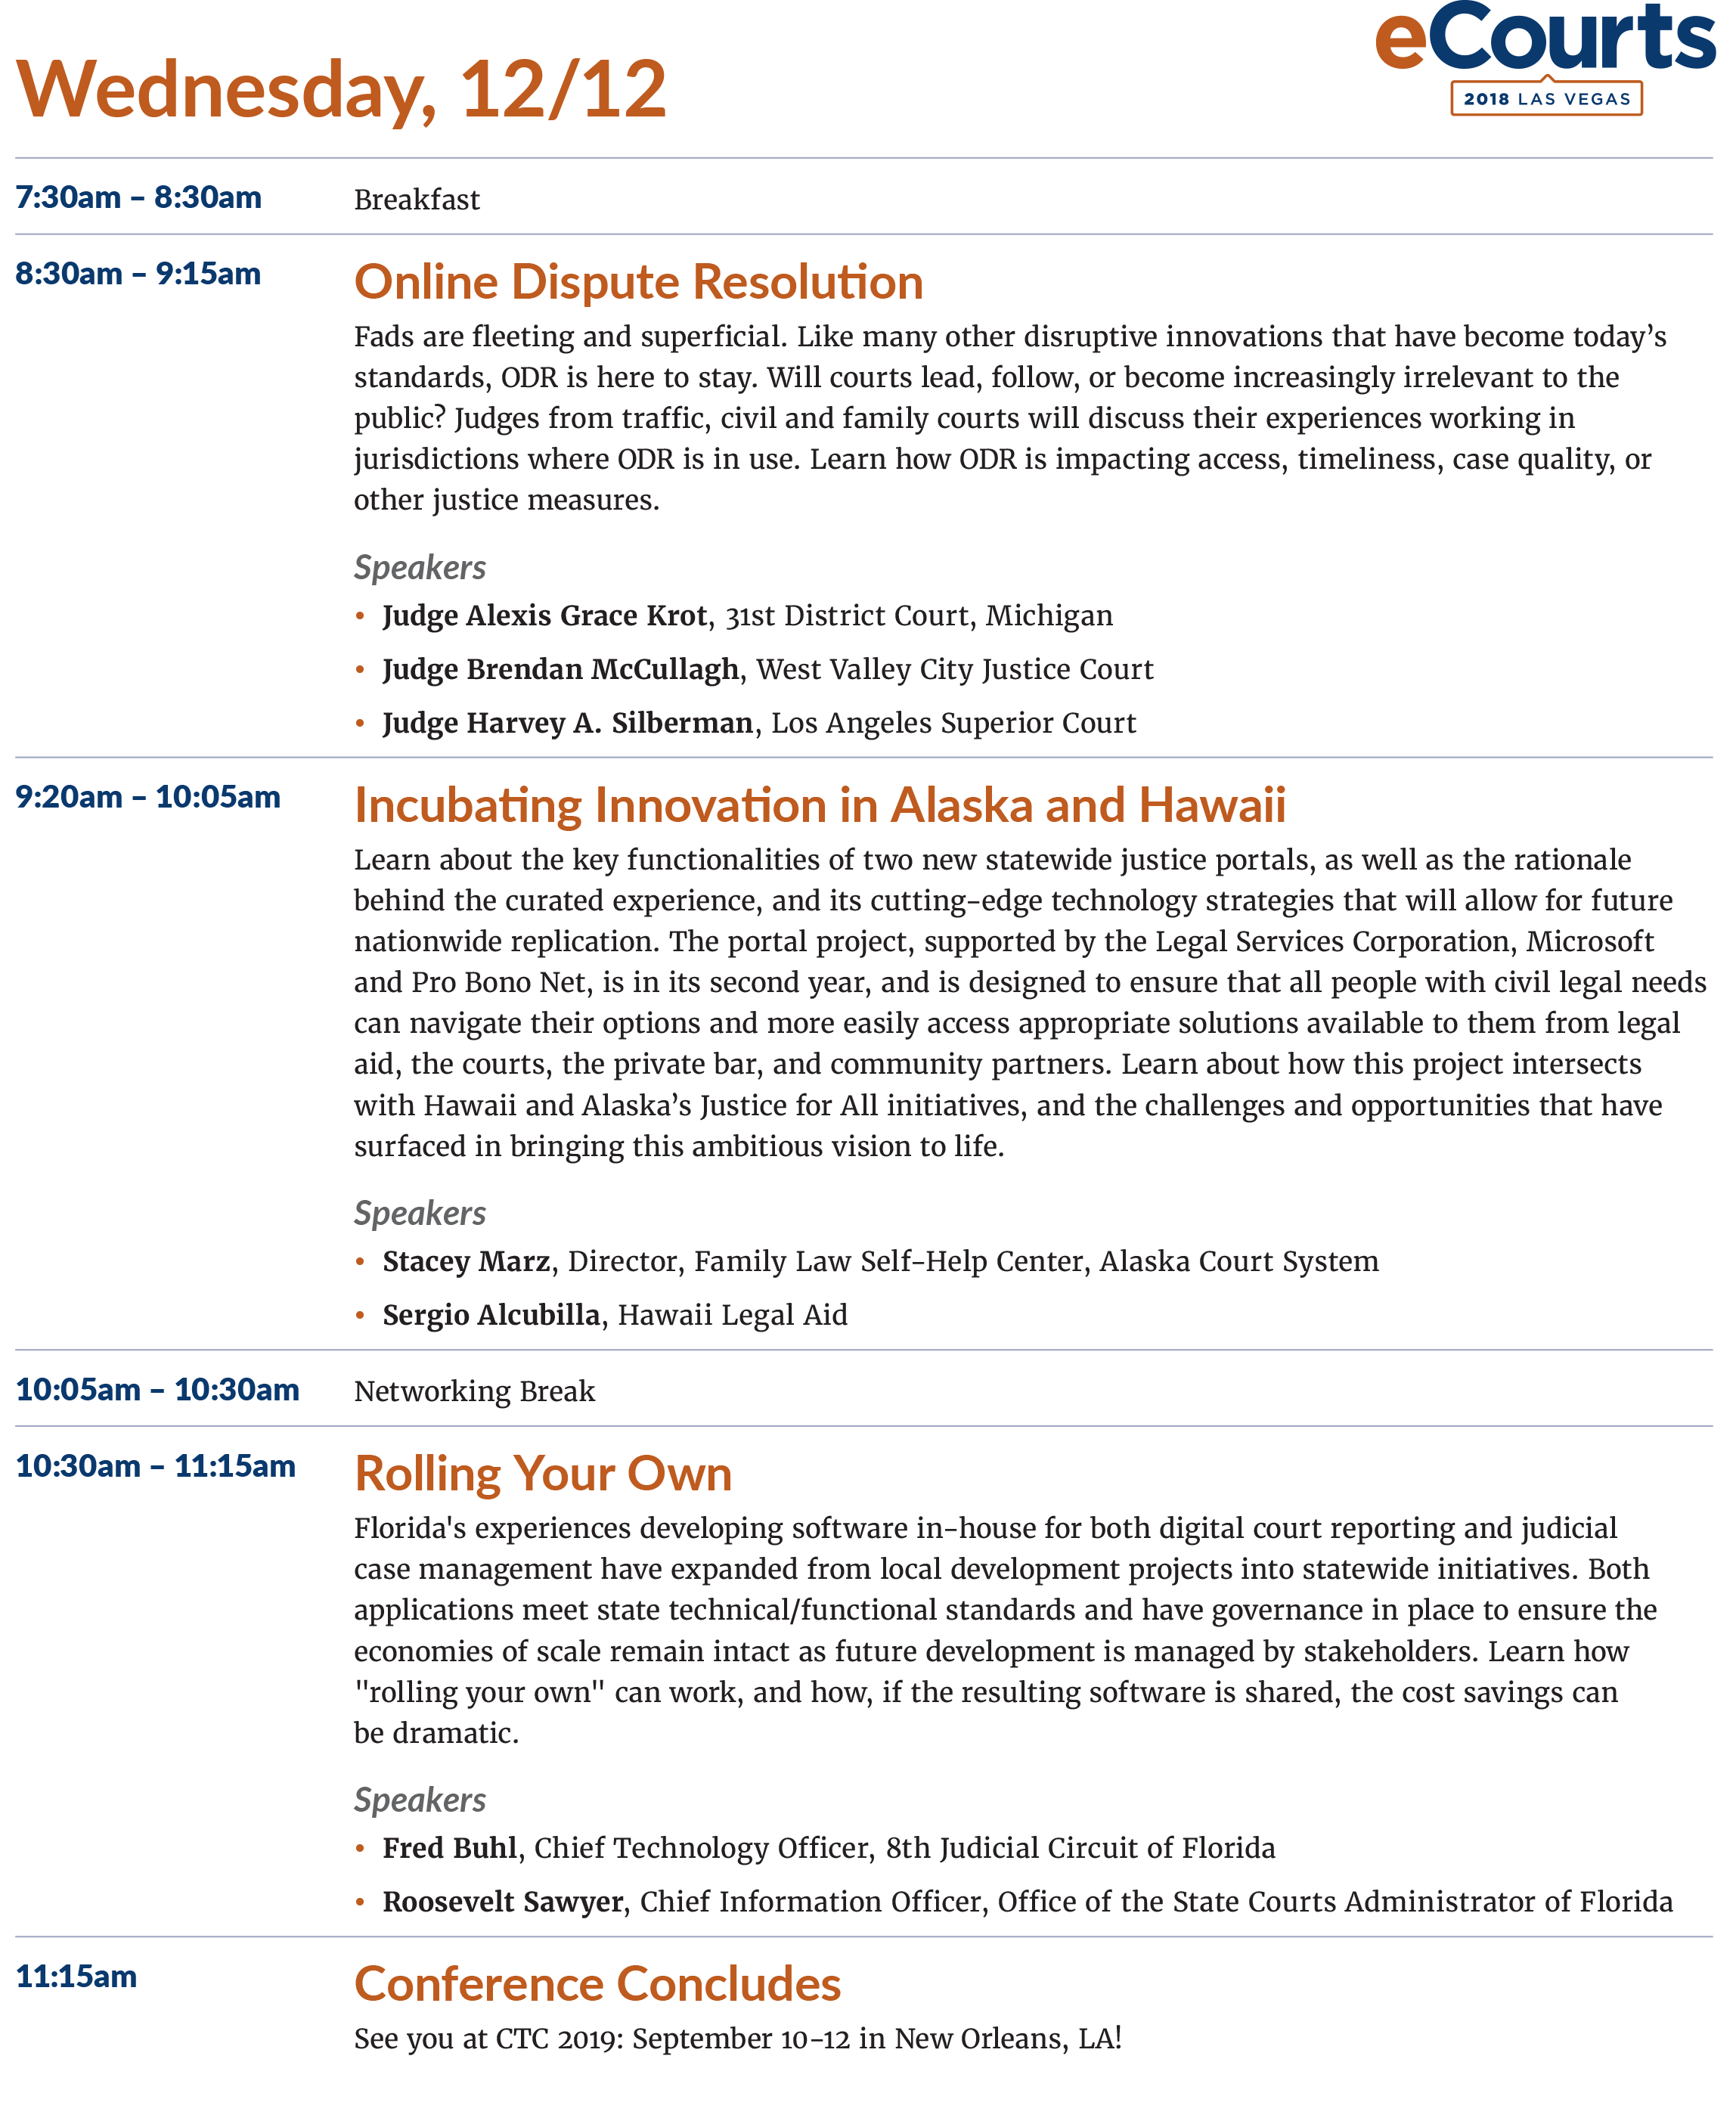 eCourts
2018 LAS VEGAS
Wednesday, 12/12
7:30am – 8:30am
Breakfast
8:30am – 9:15am
Online Dispute Resolution
Fads are fleeting and superficial. Like many other disruptive innovations that have become today’s
standards, ODR is here to stay. Will courts lead, follow, or become increasingly irrelevant to the
public? Judges from traffic, civil and family courts will discuss their experiences working in
jurisdictions where ODR is in use. Learn how ODR is impacting access, timeliness, case quality, or
other justice measures.
Speakers
• Judge Alexis Grace Krot, 31st District Court, Michigan
• Judge Brendan McCullagh, West Valley City Justice Court
• Judge Harvey A. Silberman, Los Angeles Superior Court
9:20am – 10:05am
Incubating Innovation in Alaska and Hawaii
Learn about the key functionalities of two new statewide justice portals, as well as the rationale
behind the curated experience, and its cutting-edge technology strategies that will allow for future
nationwide replication. The portal project, supported by the Legal Services Corporation, Microsoft
and Pro Bono Net, is in its second year, and is designed to ensure that all people with civil legal needs
can navigate their options and more easily access appropriate solutions available to them from legal
aid, the courts, the private bar, and community partners. Learn about how this project intersects
with Hawaii and Alaska’s Justice for All initiatives, and the challenges and opportunities that have
surfaced in bringing this ambitious vision to life.
Speakers
• Stacey Marz, Director, Family Law Self-Help Center, Alaska Court System
• Sergio Alcubilla, Hawaii Legal Aid
10:05am – 10:30am
Networking Break
10:30am – 11:15am
Rolling Your Own
Florida's experiences developing software in-house for both digital court reporting and judicial
case management have expanded from local development projects into statewide initiatives. Both
applications meet state technical/functional standards and have governance in place to ensure the
economies of scale remain intact as future development is managed by stakeholders. Learn how
"rolling your own" can work, and how, if the resulting software is shared, the cost savings can
be dramatic.
Speakers
• Fred Buhl, Chief Technology Officer, 8th Judicial Circuit of Florida
• Roosevelt Sawyer, Chief Information Officer, Office of the State Courts Administrator of Florida
11:15am
Conference Concludes
See you at CTC 2019: September 10-12 in New Orleans, LA!